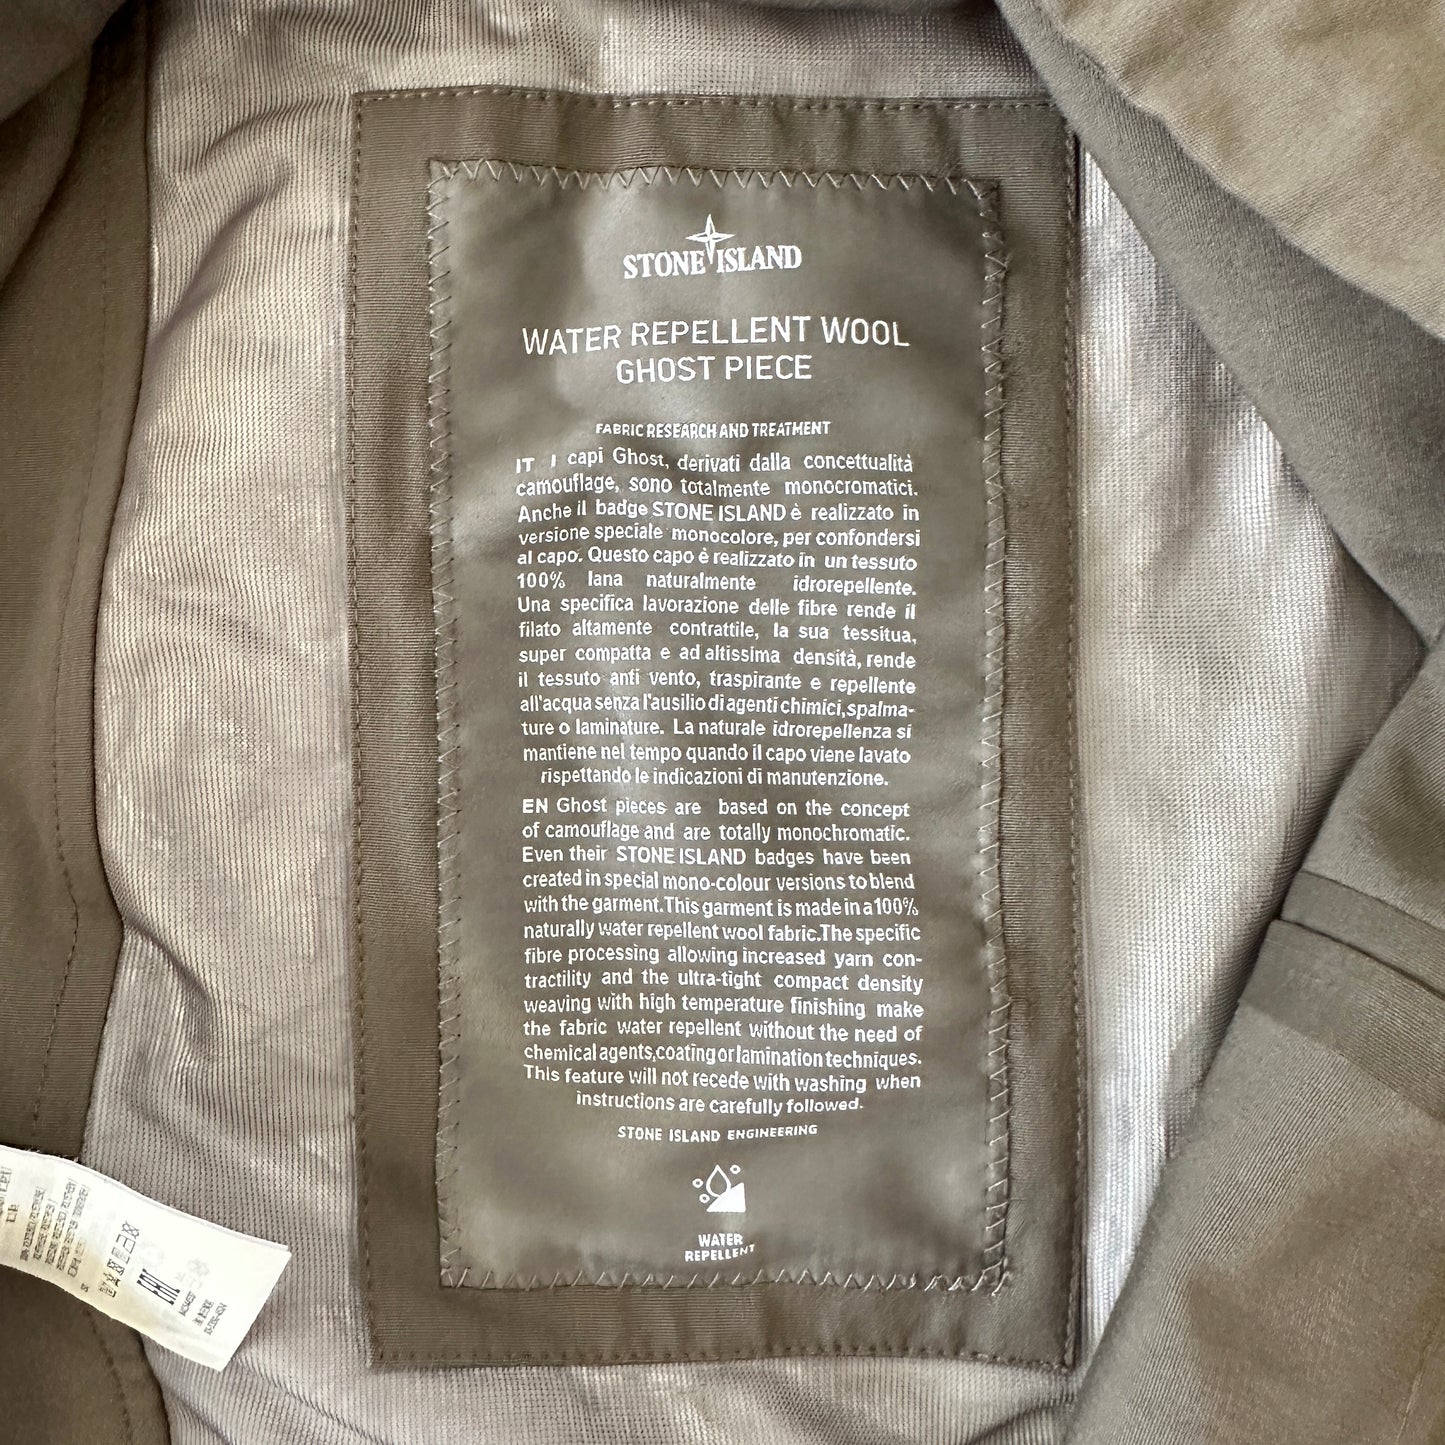 STONE ISLAND
WATER REPELLENT WOOL
GHOST PIECE
FABRIC RESEARCH AND TREATMENT
IT I capi Ghost, derivati dalla concettualità
camouflage, sono totalmente monocromatici.
Anche il badge STONE ISLAND è realizzato in
versione speciale monocolore, per confondersi
al capo. Questo capo è realizzato in un tessuto
100% lana naturalmente idrorepellente.
Una specifica lavorazione delle fibre rende il
filato altamente contrattile, la sua tessitua,
super compatta e ad altissima densità, rende
il tessuto anti vento, traspirante e repellente
all'acqua senza l'ausilio di agenti chimici,spalma-
ture o laminature. La naturale idrorepellenza si
mantiene nel tempo quando il capo viene lavato
rispettando le indicazioni di manutenzione.
EN Ghost pieces are based on the concept
of camouflage and are totally monochromatic.
Even their STONE ISLAND badges have been
created in special mono-colour versions to blend
with the garment.This garment is made in a 100%
naturally water repellent wool fabric.The specific
fibre processing allowing increased yarn con-
tractility and the ultra-tight compact density
weaving with high temperature finishing make
the fabric water repellent without the need of
chemical agents,coating or lamination techniques.
This feature will not recede with washing when
instructions are carefully followed.
STONE ISLAND ENGINEERING
WATER
REPELLENT